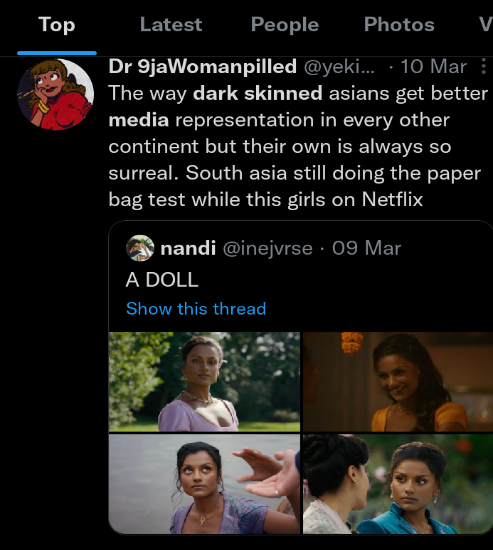 Top Latest People Photos V
Dr 9jaWomanpilled @yeki... · 10 Mar
The way dark skinned asians get better
media representation in every other
continent but their own is always so
surreal. South asia still doing the paper
bag test while this girls on Netflix
nandi @inejvrse · 09 Mar
A DOLL
Show this thread